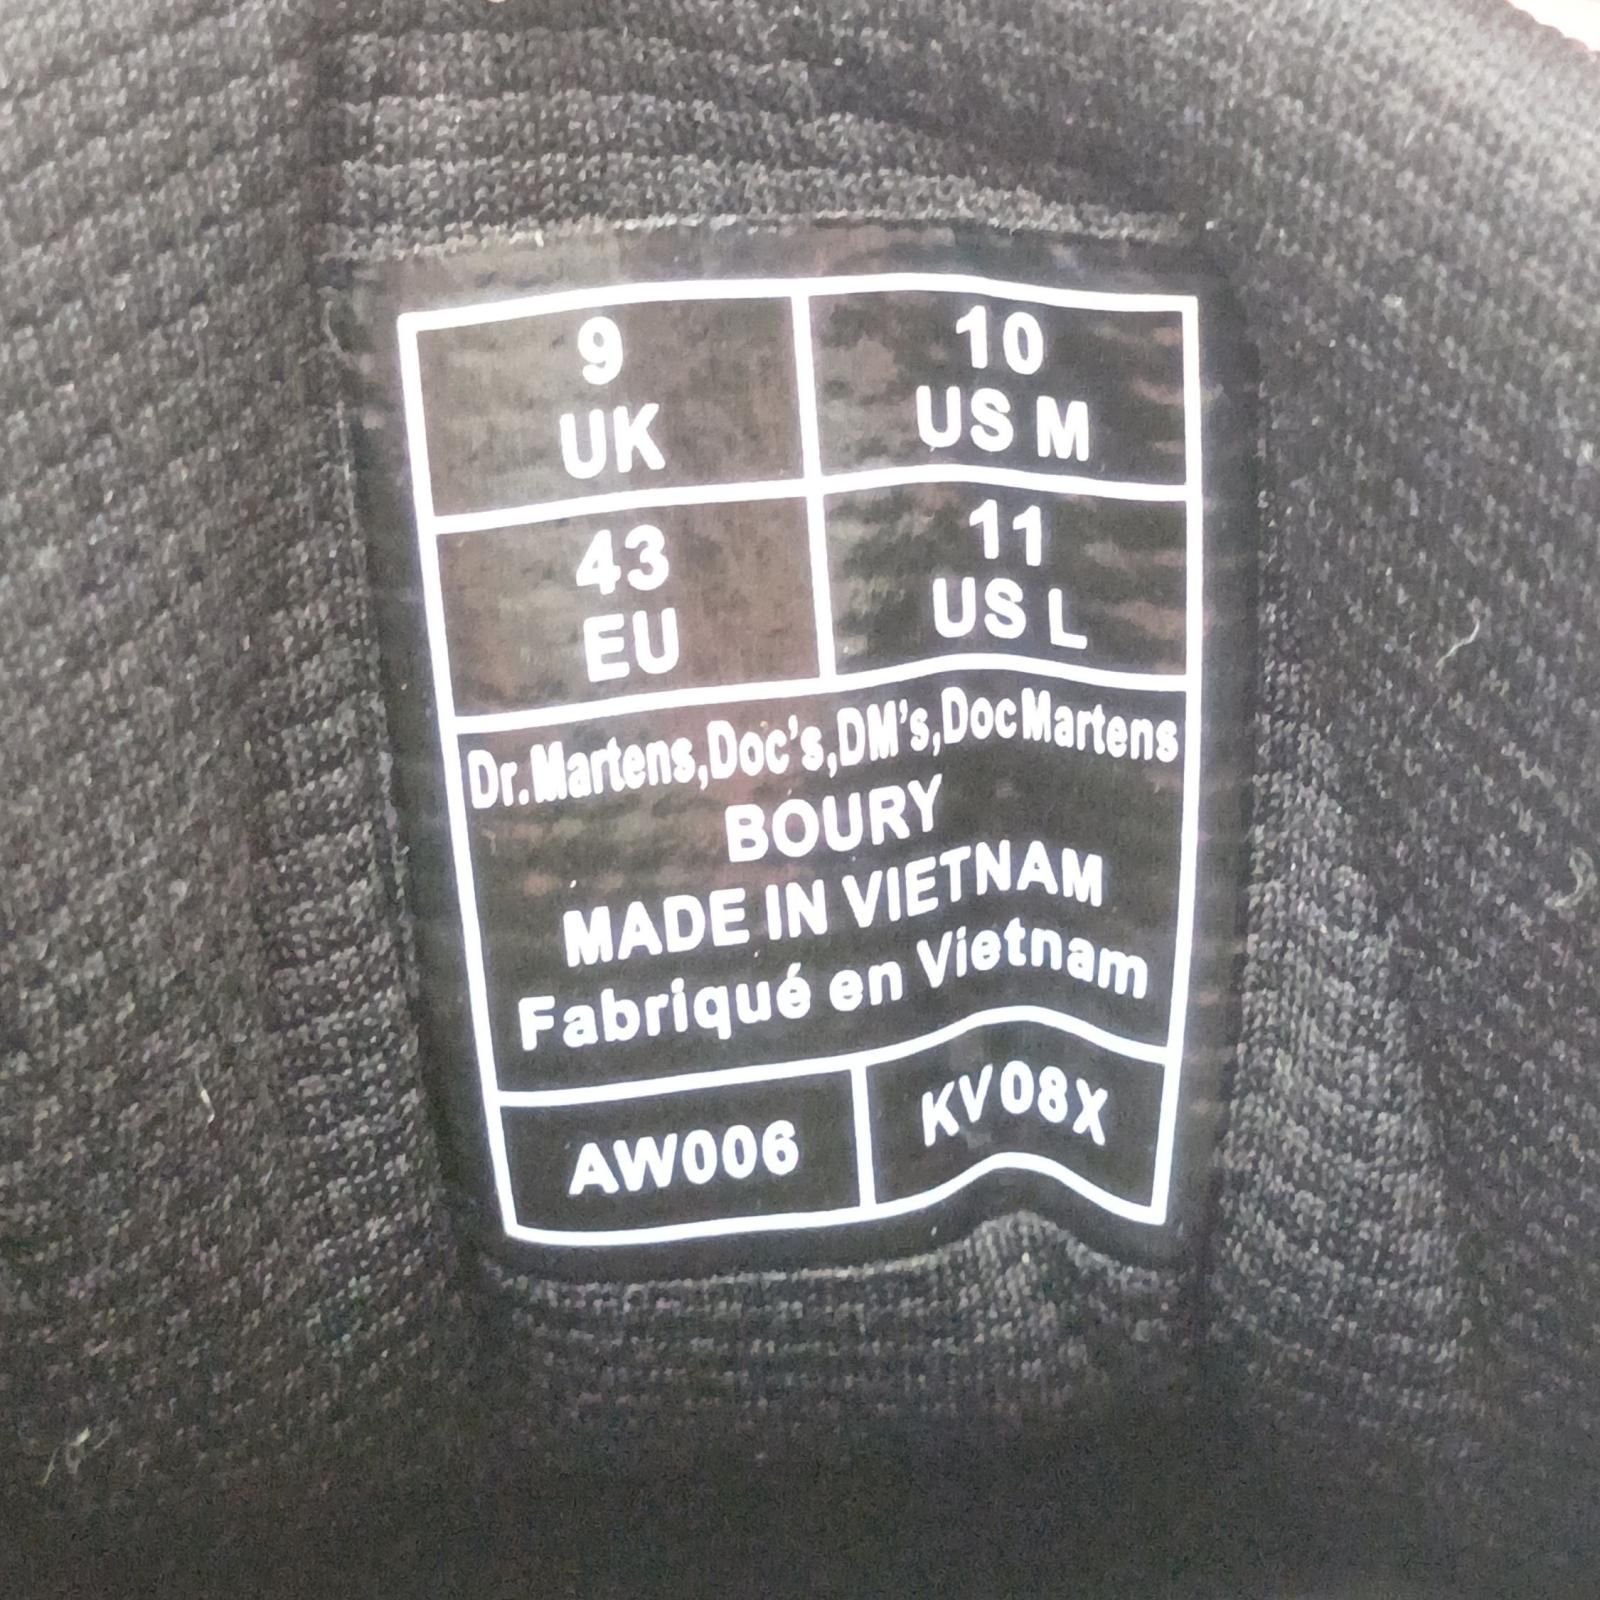 9
UK
10
US M
43
EU
11
US L
Dr.Martens,Doc's,DM's,DocMartens
BOURY
MADE IN VIETNAM
Fabriqué en Vietnam
AW006
KV08X